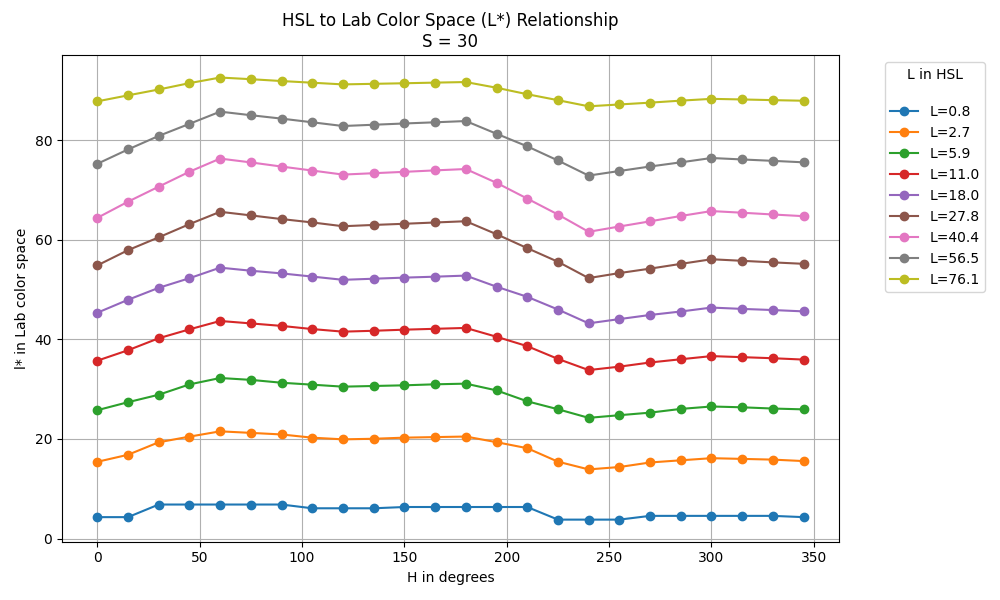 HSL to Lab Color Space (L*) Relationship
S = 30
l* in Lab color space
80
60
40
20
0
0 50 100 150 200 250 300 350
H in degrees
L in HSL
L=0.8
L=2.7
L=5.9
L=11.0
L=18.0
L=27.8
L=40.4
L=56.5
L=76.1